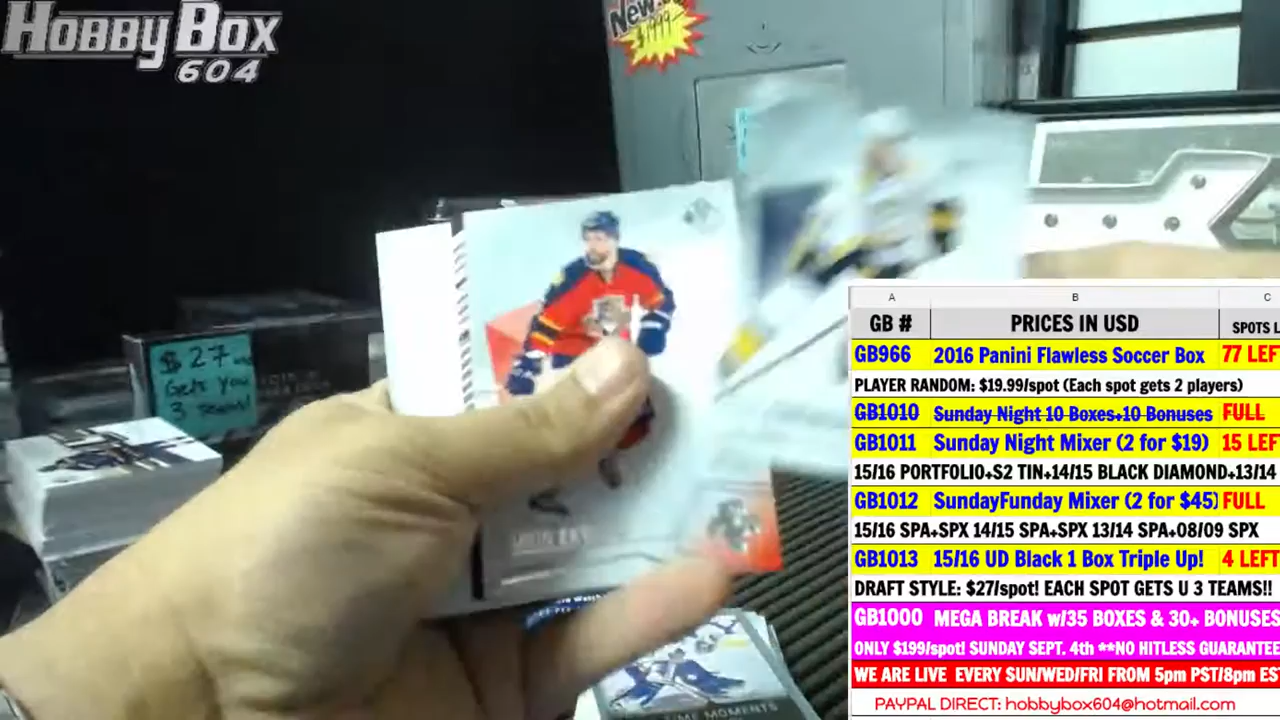 HOBBY BOX
604
New
$1999
$27
Gets you
3 teams!
A B C
GB # PRICES IN USD SPOTS L
GB966 2016 Panini Flawless Soccer Box 77 LEF
PLAYER RANDOM: $19.99/spot (Each spot gets 2 players)
GB1010 Sunday Night 10 Boxes+10 Bonuses FULL
GB1011 Sunday Night Mixer (2 for $19) 15 LEF
15/16 PORTFOLIO+S2 TIN+14/15 BLACK DIAMOND+13/14
GB1012 SundayFunday Mixer (2 for $45) FULL
15/16 SPA+SPX 14/15 SPA+SPX 13/14 SPA+08/09 SPX
GB1013 15/16 UD Black 1 Box Triple Up! 4 LEF
DRAFT STYLE: $27/spot! EACH SPOT GETS U 3 TEAMS!!
GB1000 MEGA BREAK w/35 BOXES & 30+ BONUSES
ONLY $199/spot! SUNDAY SEPT. 4th **NO HITLESS GUARANTE
WE ARE LIVE EVERY SUN/WED/FRI FROM 5pm PST/8pm ES
PAYPAL DIRECT: hobbybox604@hotmail.com
MOMENTS